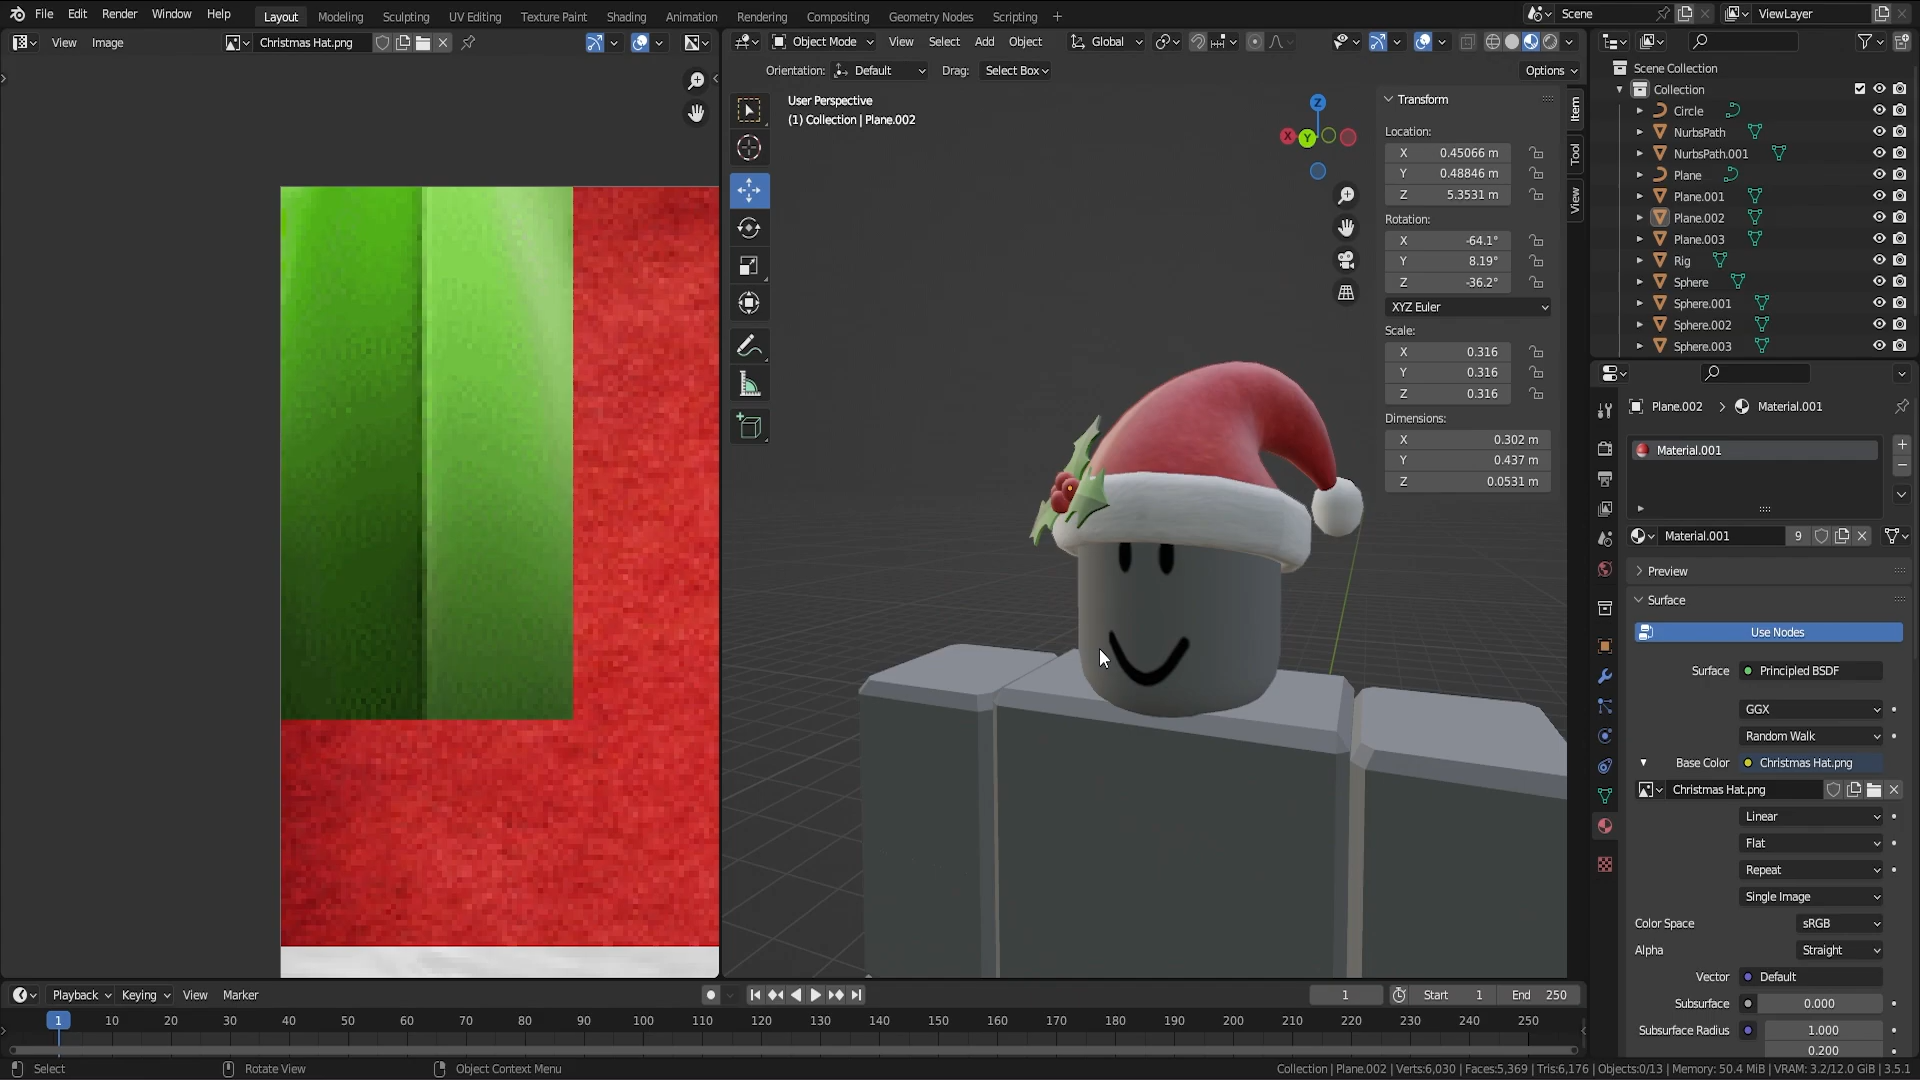 File Edit Render Window Help Layout Modeling Sculpting UV Editing Texture Paint Shading Animation Rendering Compositing Geometry Nodes Scripting + Scene ViewLayer
View Image Christmas Hat.png Object Mode View Select Add Object Global
Orientation: Default Drag: Select Box Options
User Perspective
(1) Collection | Plane.002
Z
X
Y
Transform
Location:
X 0.45066 m
Y 0.48846 m
Z 5.3531 m
Rotation:
X -64.1°
Y 8.19°
Z -36.2°
XYZ Euler
Scale:
X 0.316
Y 0.316
Z 0.316
Dimensions:
X 0.302 m
Y 0.437 m
Z 0.0531 m
Item
Tool
View
Scene Collection
Collection
Circle
NurbsPath
NurbsPath.001
Plane
Plane.001
Plane.002
Plane.003
Rig
Sphere
Sphere.001
Sphere.002
Sphere.003
Plane.002 Material.001
Material.001
Material.001 9
Preview
Surface
Use Nodes
Surface Principled BSDF
GGX
Random Walk
Base Color Christmas Hat.png
Christmas Hat.png
Linear
Flat
Repeat
Single Image
Color Space sRGB
Alpha Straight
Vector Default
Subsurface 0.000
Subsurface Radius 1.000
0.200
Playback Keying View Marker 1 Start 1 End 250
1 10 20 30 40 50 60 70 80 90 100 110 120 130 140 150 160 170 180 190 200 210 220 230 240 250
Select Rotate View Object Context Menu Collection | Plane.002 | Verts:6,030 | Faces:5,369 | Tris:6,176 | Objects:0/13 | Memory: 50.4 MiB | VRAM: 3.2/12.0 GiB | 3.5.1